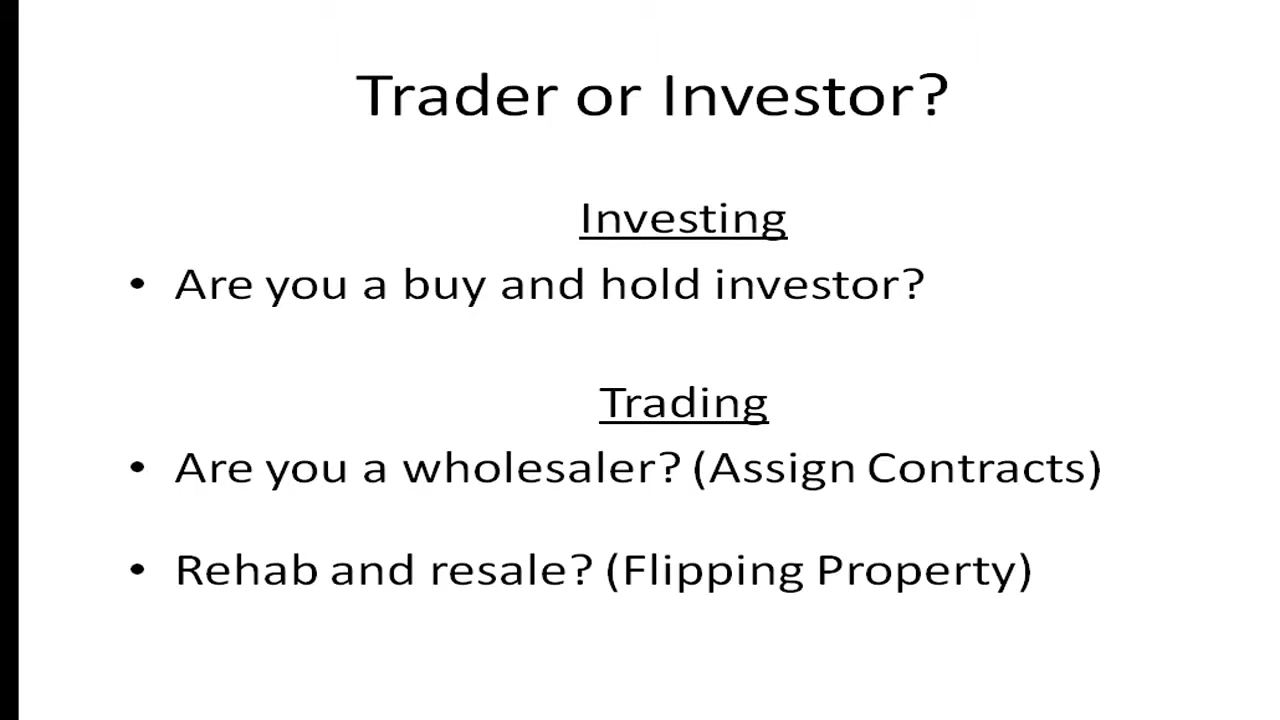 Trader or Investor?
Investing
• Are you a buy and hold investor?
Trading
• Are you a wholesaler? (Assign Contracts)
• Rehab and resale? (Flipping Property)